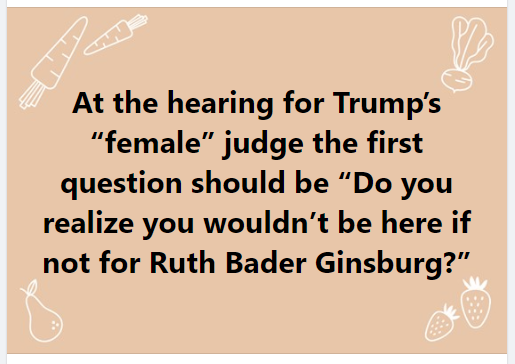 At the hearing for Trump’s
“female” judge the first
question should be “Do you
realize you wouldn’t be here if
not for Ruth Bader Ginsburg?”